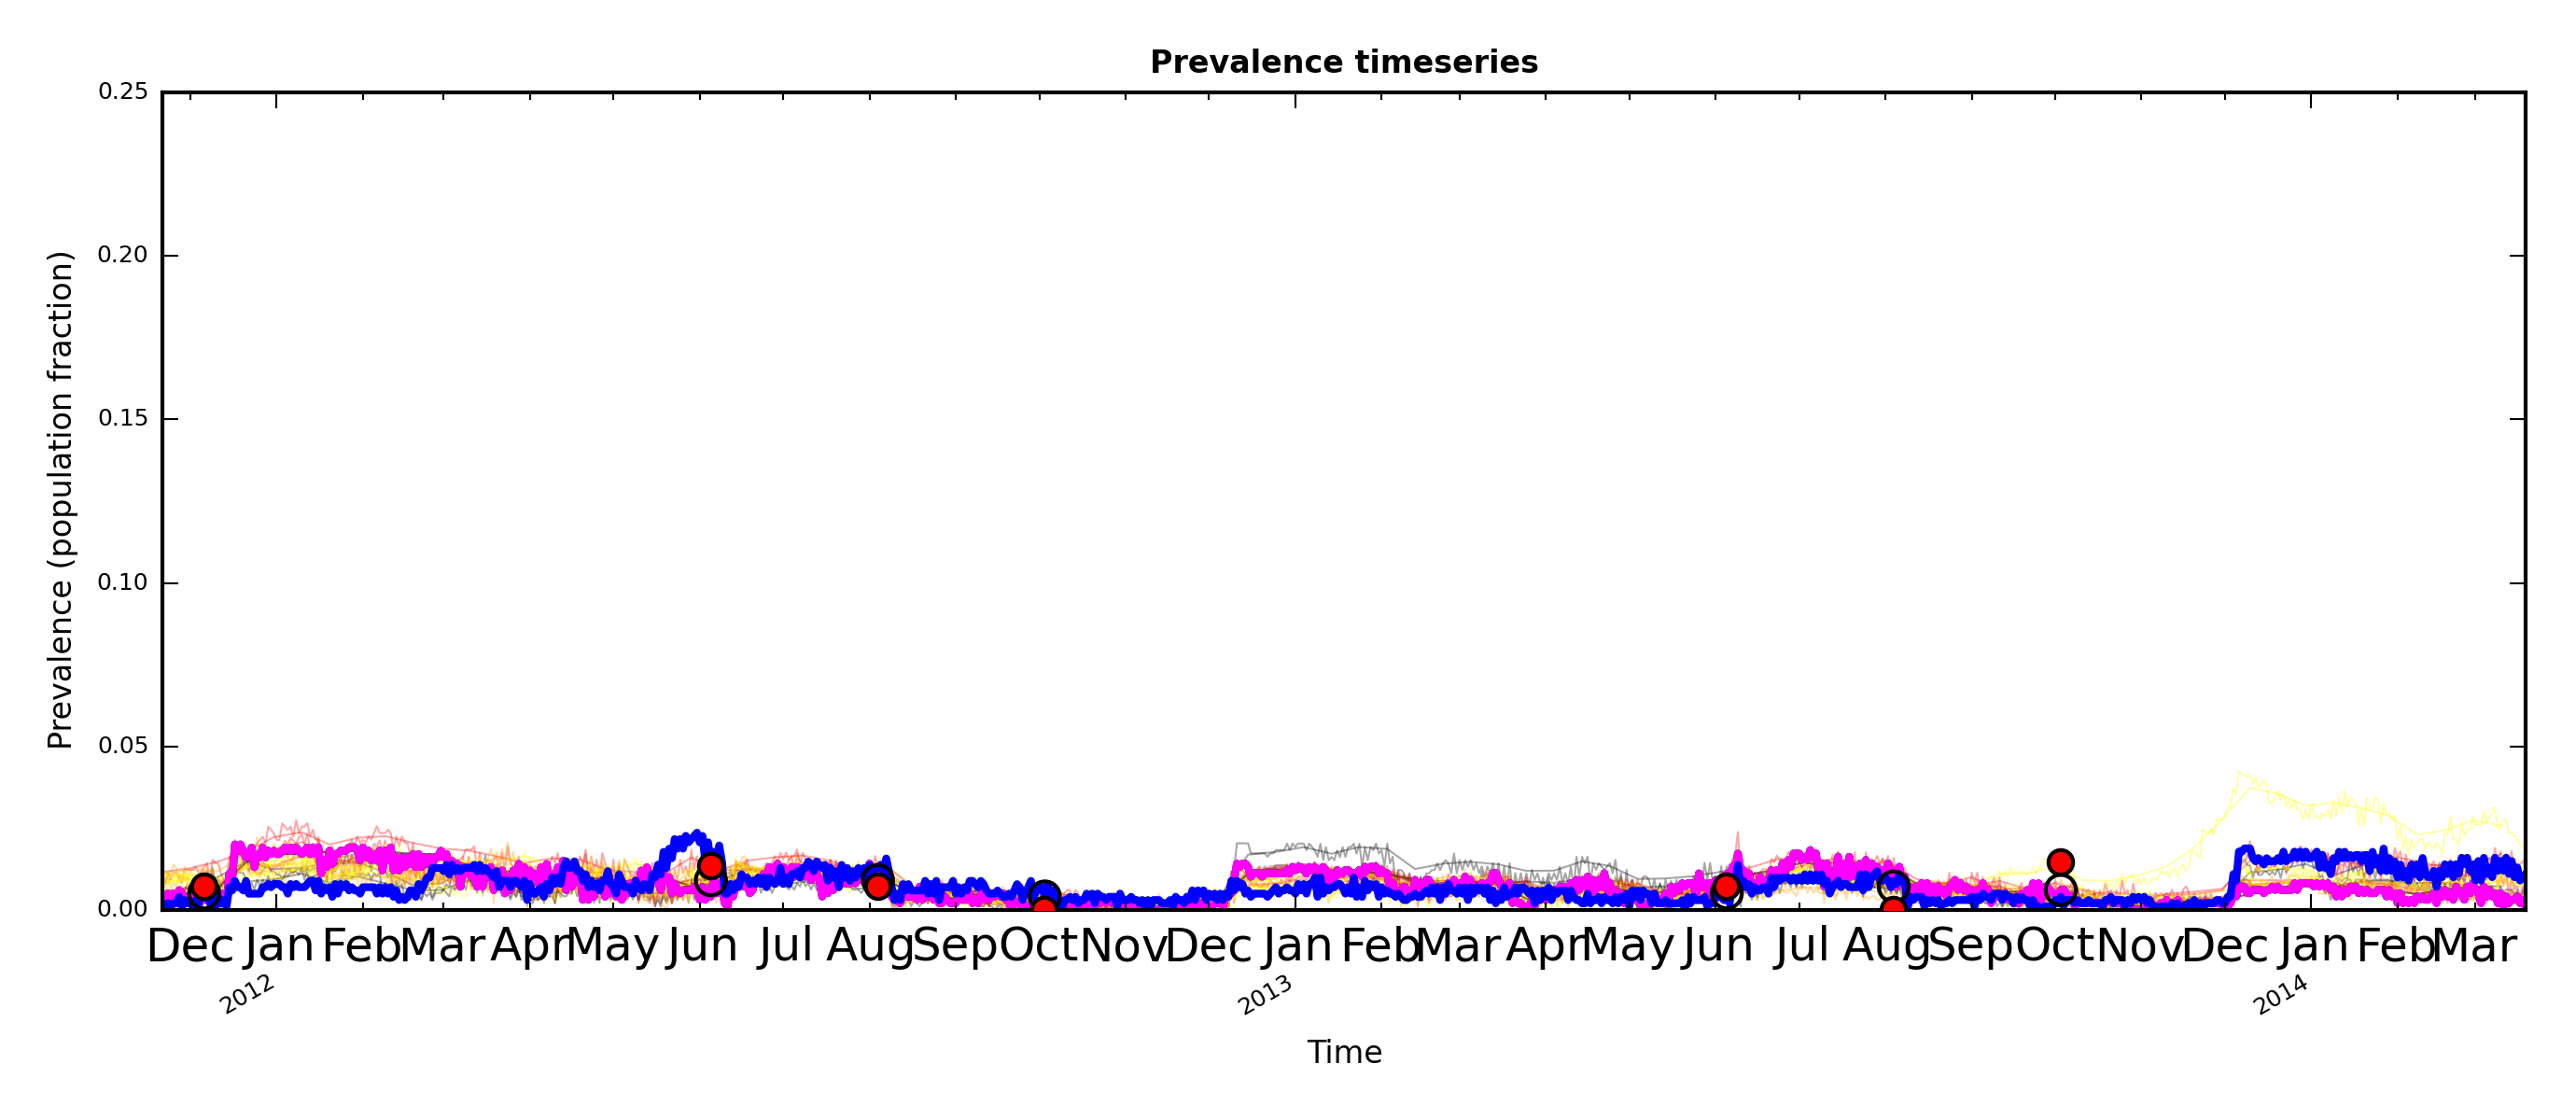 Prevalence timeseries
0.25
0.20
0.15
0.10
0.05
0.00
Prevalence (population fraction)
Dec Jan Feb Mar Apr May Jun Jul Aug Sep Oct Nov Dec Jan Feb Mar Apr May Jun Jul Aug Sep Oct Nov Dec Jan Feb Mar
2012 2013 2014
Time